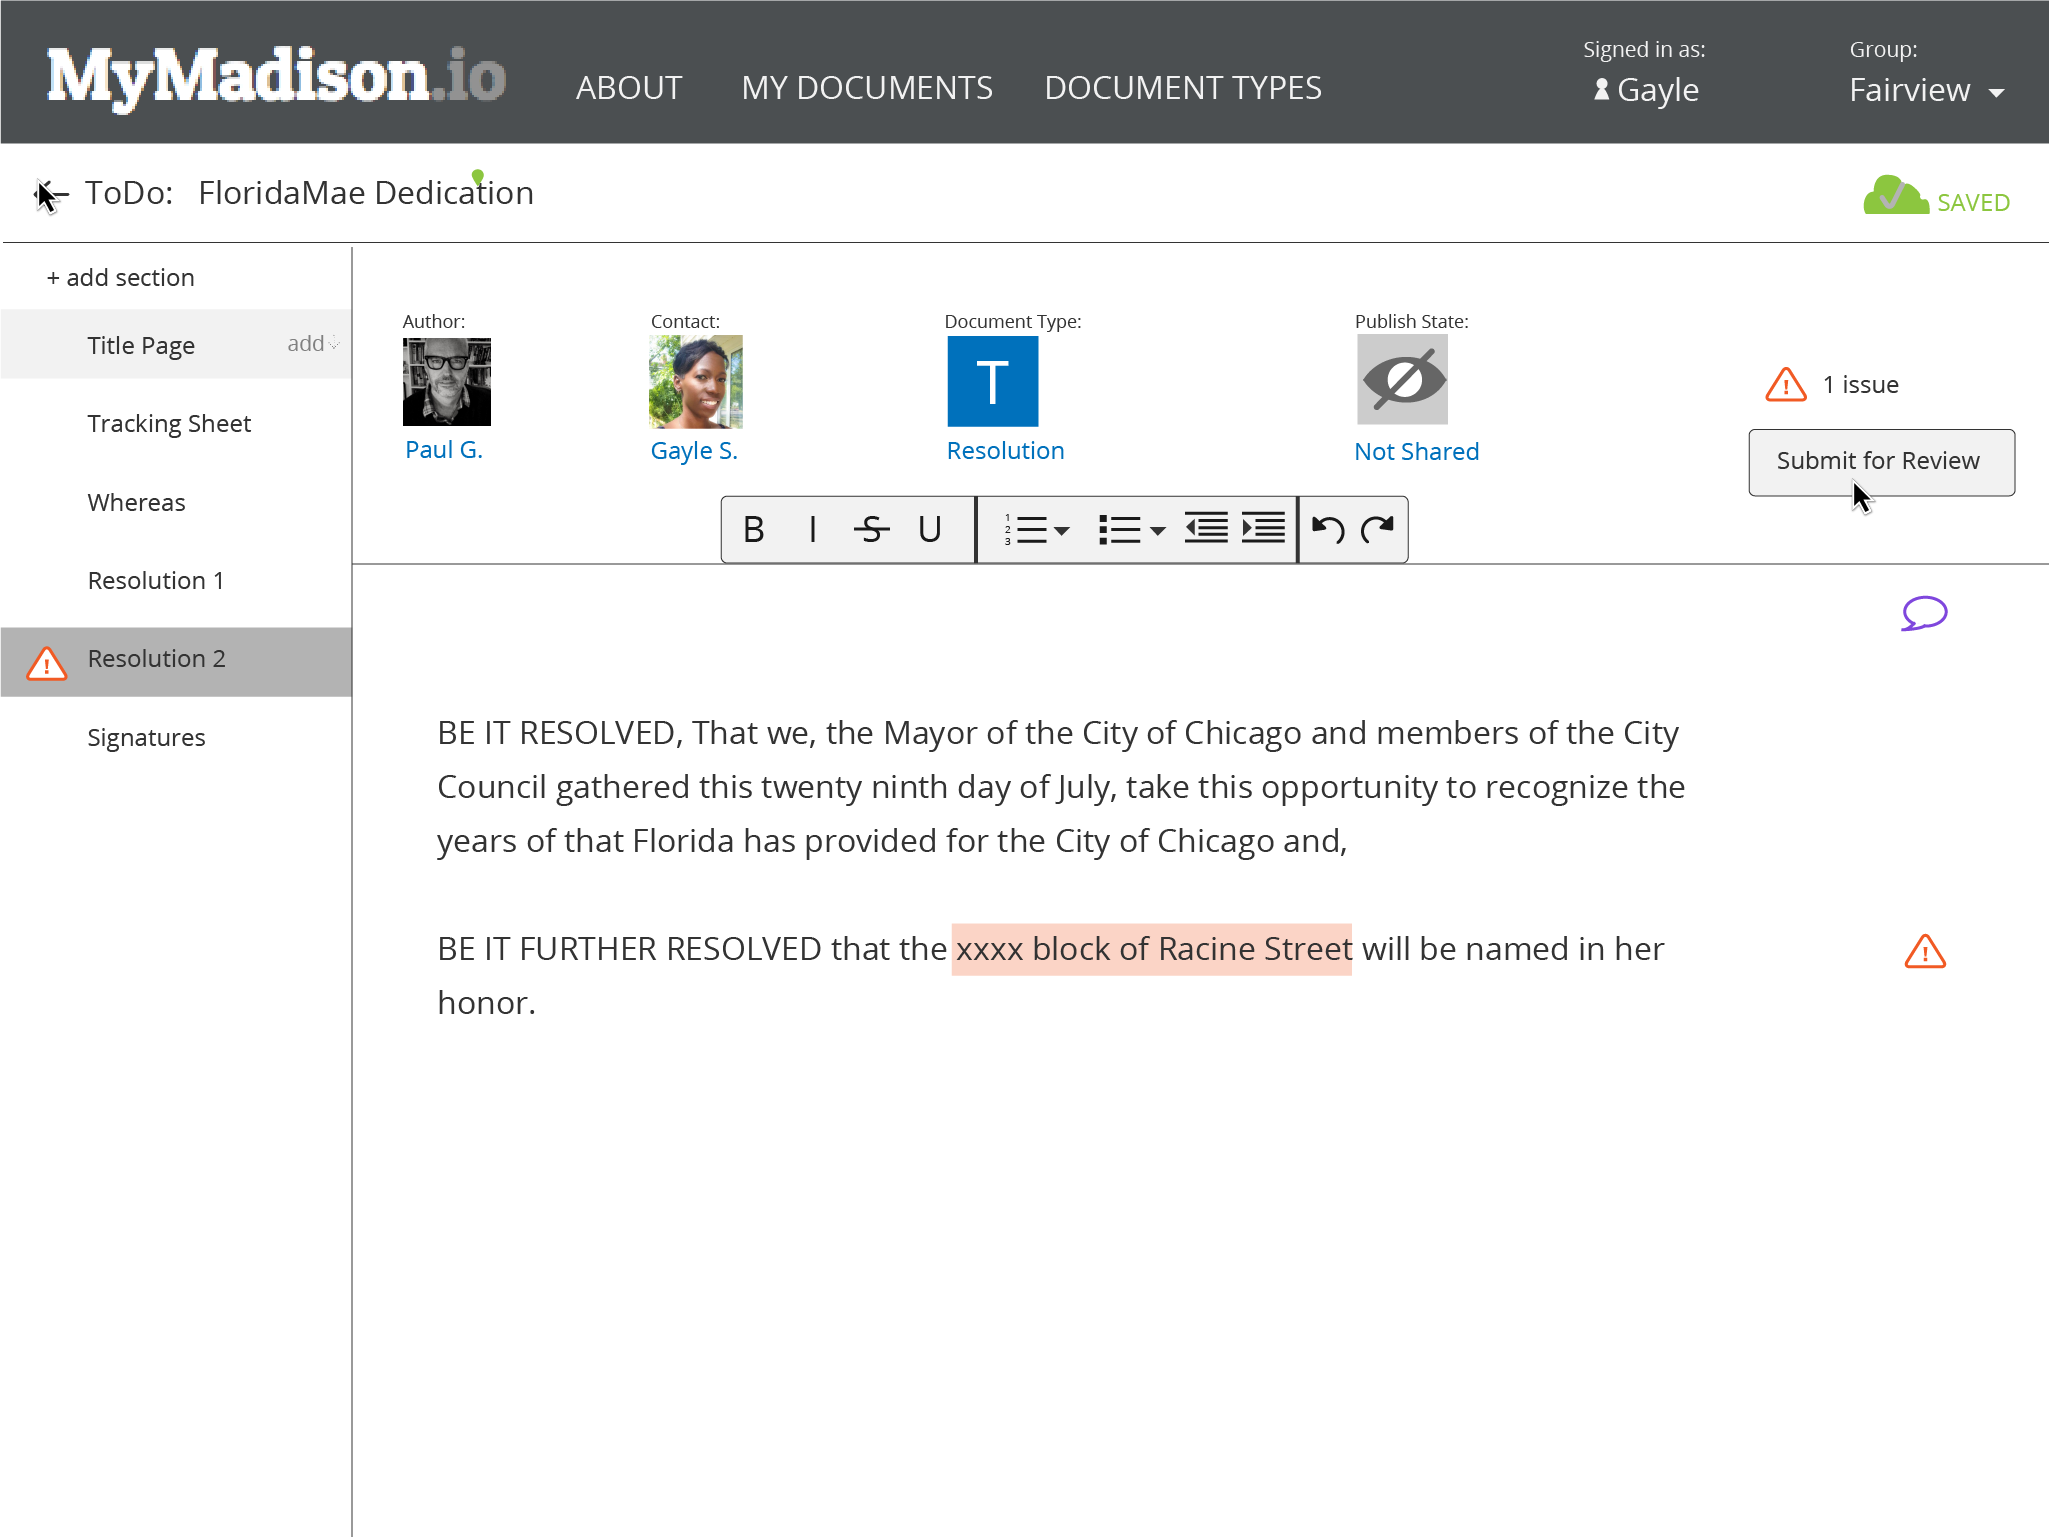 MyMadison.io
ABOUT MY DOCUMENTS DOCUMENT TYPES
Signed in as:
Gayle
Group:
Fairview
ToDo: FloridaMae Dedication
SAVED
+ add section
Title Page add
Tracking Sheet
Whereas
Resolution 1
Resolution 2
Signatures
Author:
Paul G.
Contact:
Gayle S.
Document Type:
T
Resolution
Publish State:
Not Shared
1 issue
Submit for Review
B I S U
1
2
3
BE IT RESOLVED, That we, the Mayor of the City of Chicago and members of the City
Council gathered this twenty ninth day of July, take this opportunity to recognize the
years of that Florida has provided for the City of Chicago and,
BE IT FURTHER RESOLVED that the xxxx block of Racine Street will be named in her
honor.